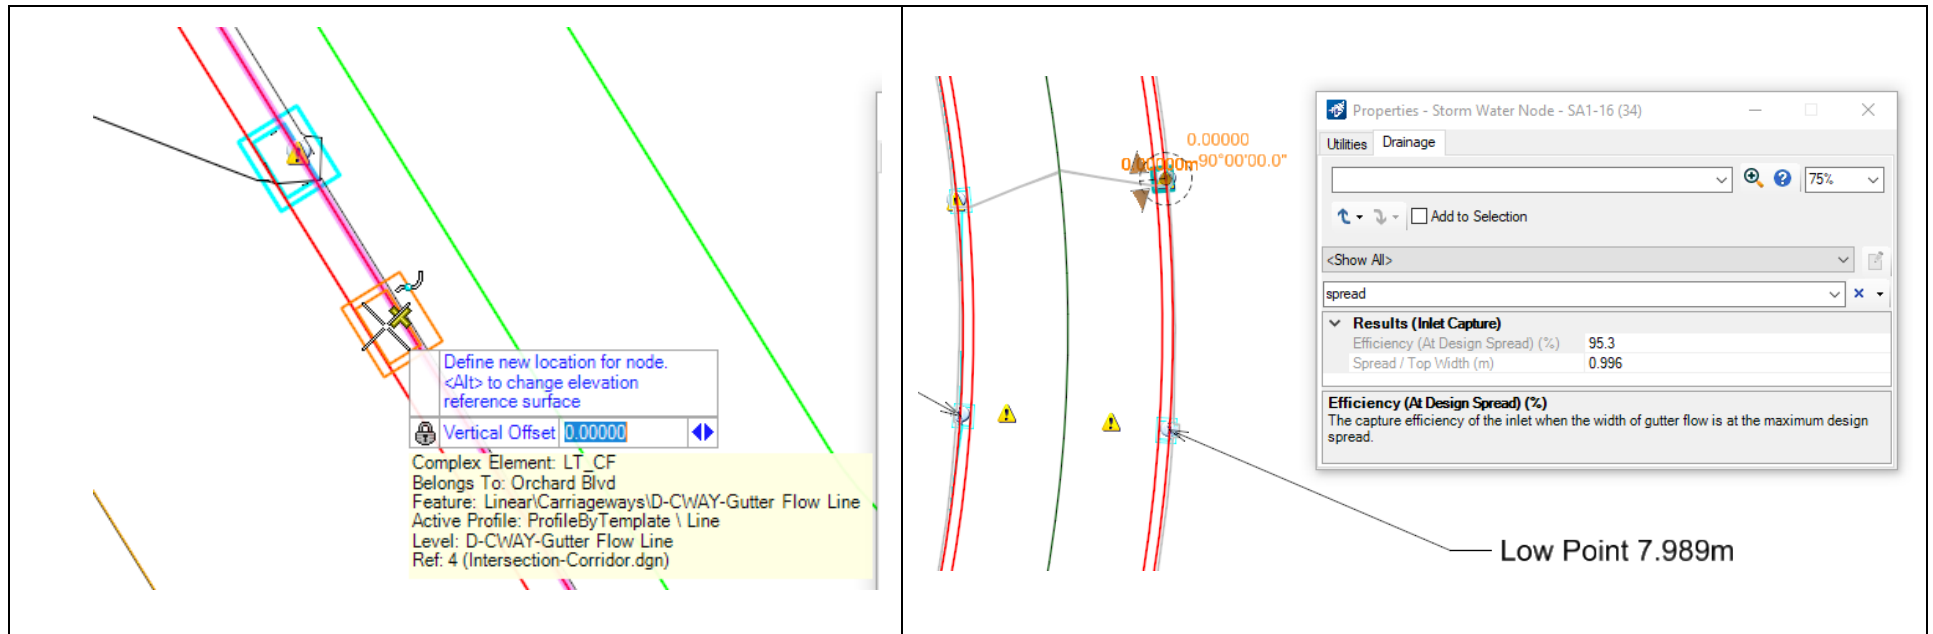 Define new location for node.
<Alt> to change elevation
reference surface
Vertical Offset 0.00000
Complex Element: LT_CF
Belongs To: Orchard Blvd
Feature: Linear\Carriageways\D-CWAY-Gutter Flow Line
Active Profile: ProfileByTemplate \ Line
Level: D-CWAY-Gutter Flow Line
Ref: 4 (Intersection-Corridor.dgn)
0.00000
0.00000m
90°00'00.0"
Low Point 7.989m
Properties - Storm Water Node - SA1-16 (34)
Utilities Drainage
75%
Add to Selection
<Show All>
spread
Results (Inlet Capture)
Efficiency (At Design Spread) (%) 95.3
Spread / Top Width (m) 0.996
Efficiency (At Design Spread) (%)
The capture efficiency of the inlet when the width of gutter flow is at the maximum design
spread.